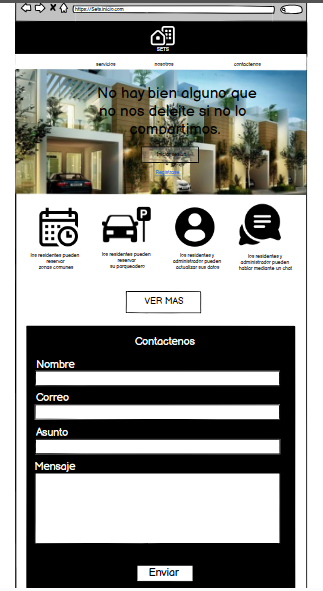 https://Sets.inicio.com
SETS
servicios nosotros contactenos
No hay bien alguno que
no nos deleite si no lo
compartimos.
Registrarse
los residentes pueden
reservar
zonas comunes
los residentes pueden
reservar
su parqueadero
los residentes y
administrador pueden
actualizar sus datos
los residentes y
administrador pueden
hablar mediante un chat
VER MAS
Contactenos
Nombre
Correo
Asunto
Mensaje
Enviar